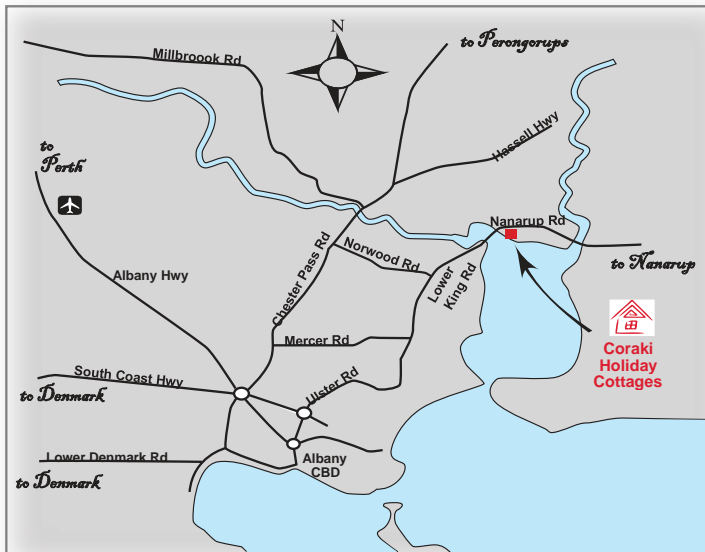 N
Millbroook Rd
to Perongorups
Hassell Hwy
to
Perth
Nanarup Rd
Norwood Rd
Chester Pass Rd
Lower
King Rd
to Nanarup
Albany Hwy
Mercer Rd
Coraki
Holiday
Cottages
South Coast Hwy
to Denmark
Ulster Rd
Lower Denmark Rd
Albany
CBD
to Denmark